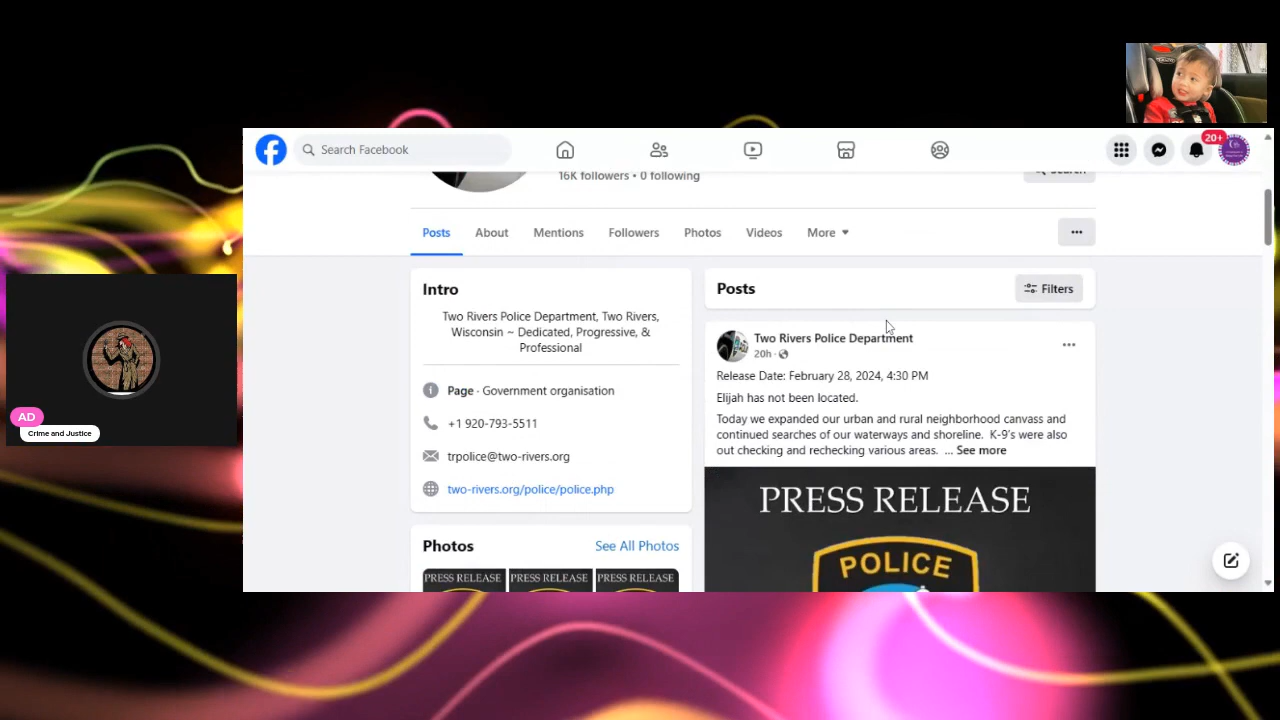 Search Facebook
20+
16K followers • 0 following
Search
Posts
About
Mentions
Followers
Photos
Videos
More
Intro
Two Rivers Police Department, Two Rivers,
Wisconsin ~ Dedicated, Progressive, &
Professional
Page · Government organisation
+1 920-793-5511
trpolice@two-rivers.org
two-rivers.org/police/police.php
Photos
See All Photos
PRESS RELEASE
PRESS RELEASE
PRESS RELEASE
Posts
Filters
Two Rivers Police Department
20h ·
Release Date: February 28, 2024, 4:30 PM
Elijah has not been located.
Today we expanded our urban and rural neighborhood canvass and
continued searches of our waterways and shoreline. K-9's were also
out checking and rechecking various areas. ... See more
PRESS RELEASE
POLICE
AD
Crime and Justice